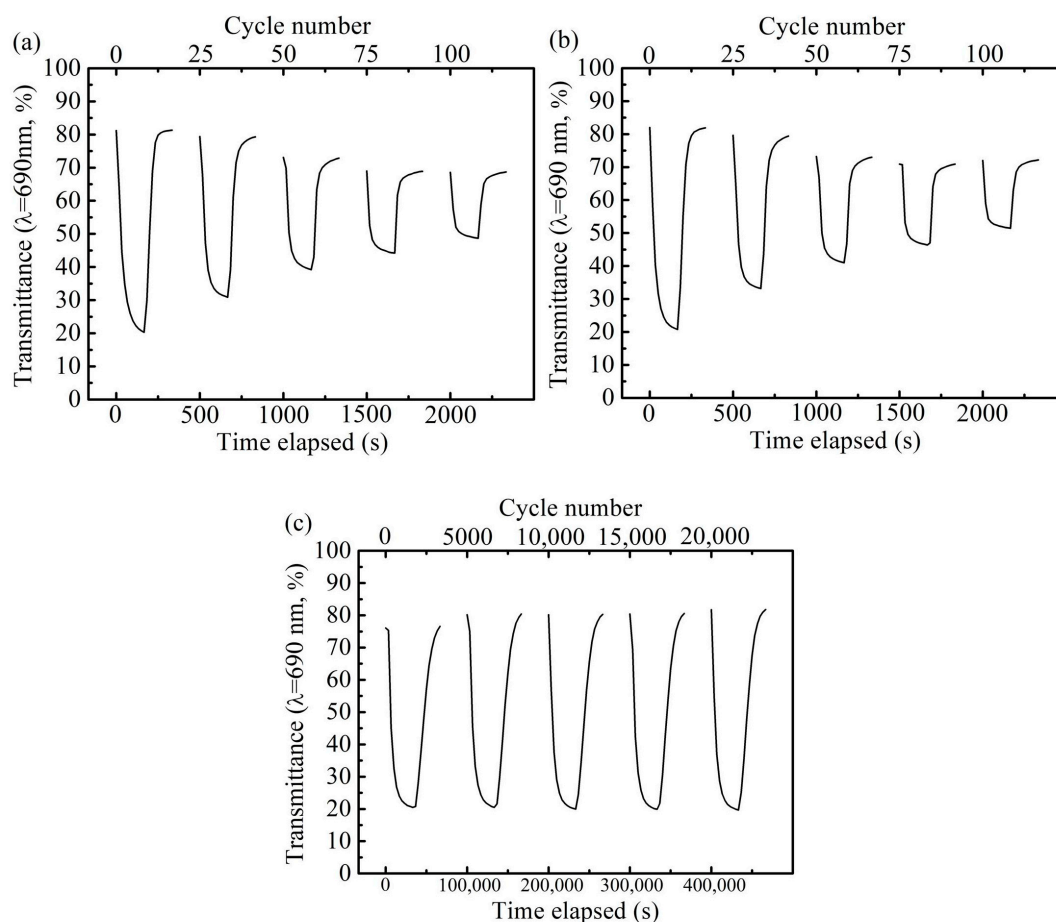 (a)
Cycle number
0 25 50 75 100
Transmittance (λ=690nm, %)
100
90
80
70
60
50
40
30
20
10
0
0 500 1000 1500 2000
Time elapsed (s)
(b)
Cycle number
0 25 50 75 100
Transmittance (λ=690 nm, %)
100
90
80
70
60
50
40
30
20
10
0
0 500 1000 1500 2000
Time elapsed (s)
(c)
Cycle number
0 5000 10,000 15,000 20,000
Transmittance (λ=690 nm, %)
100
90
80
70
60
50
40
30
20
10
0
0 100,000 200,000 300,000 400,000
Time elapsed (s)